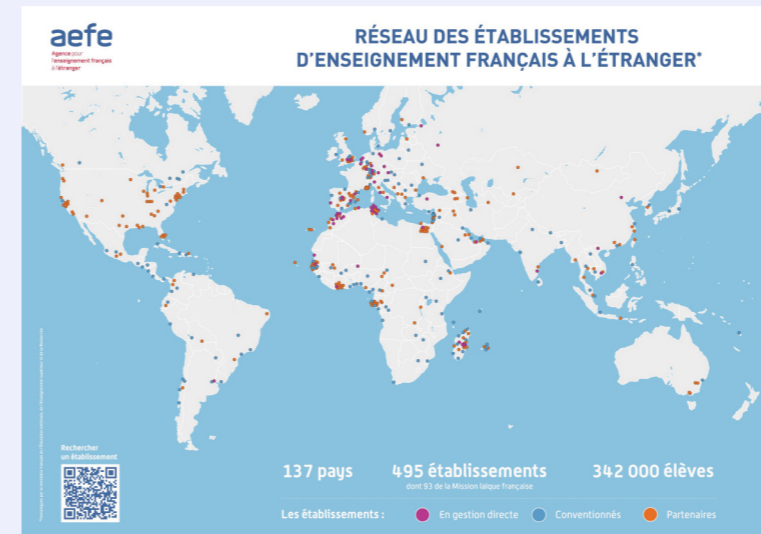 aefe
Agence pour
l'enseignement français
à l'étranger
RÉSEAU DES ÉTABLISSEMENTS
D'ENSEIGNEMENT FRANÇAIS À L'ÉTRANGER*
Rechercher
un établissement
137 pays
495 établissements
342 000 élèves
dont 93 de la Mission laïque française
Les établissements :
En gestion directe
Conventionnés
Partenaires